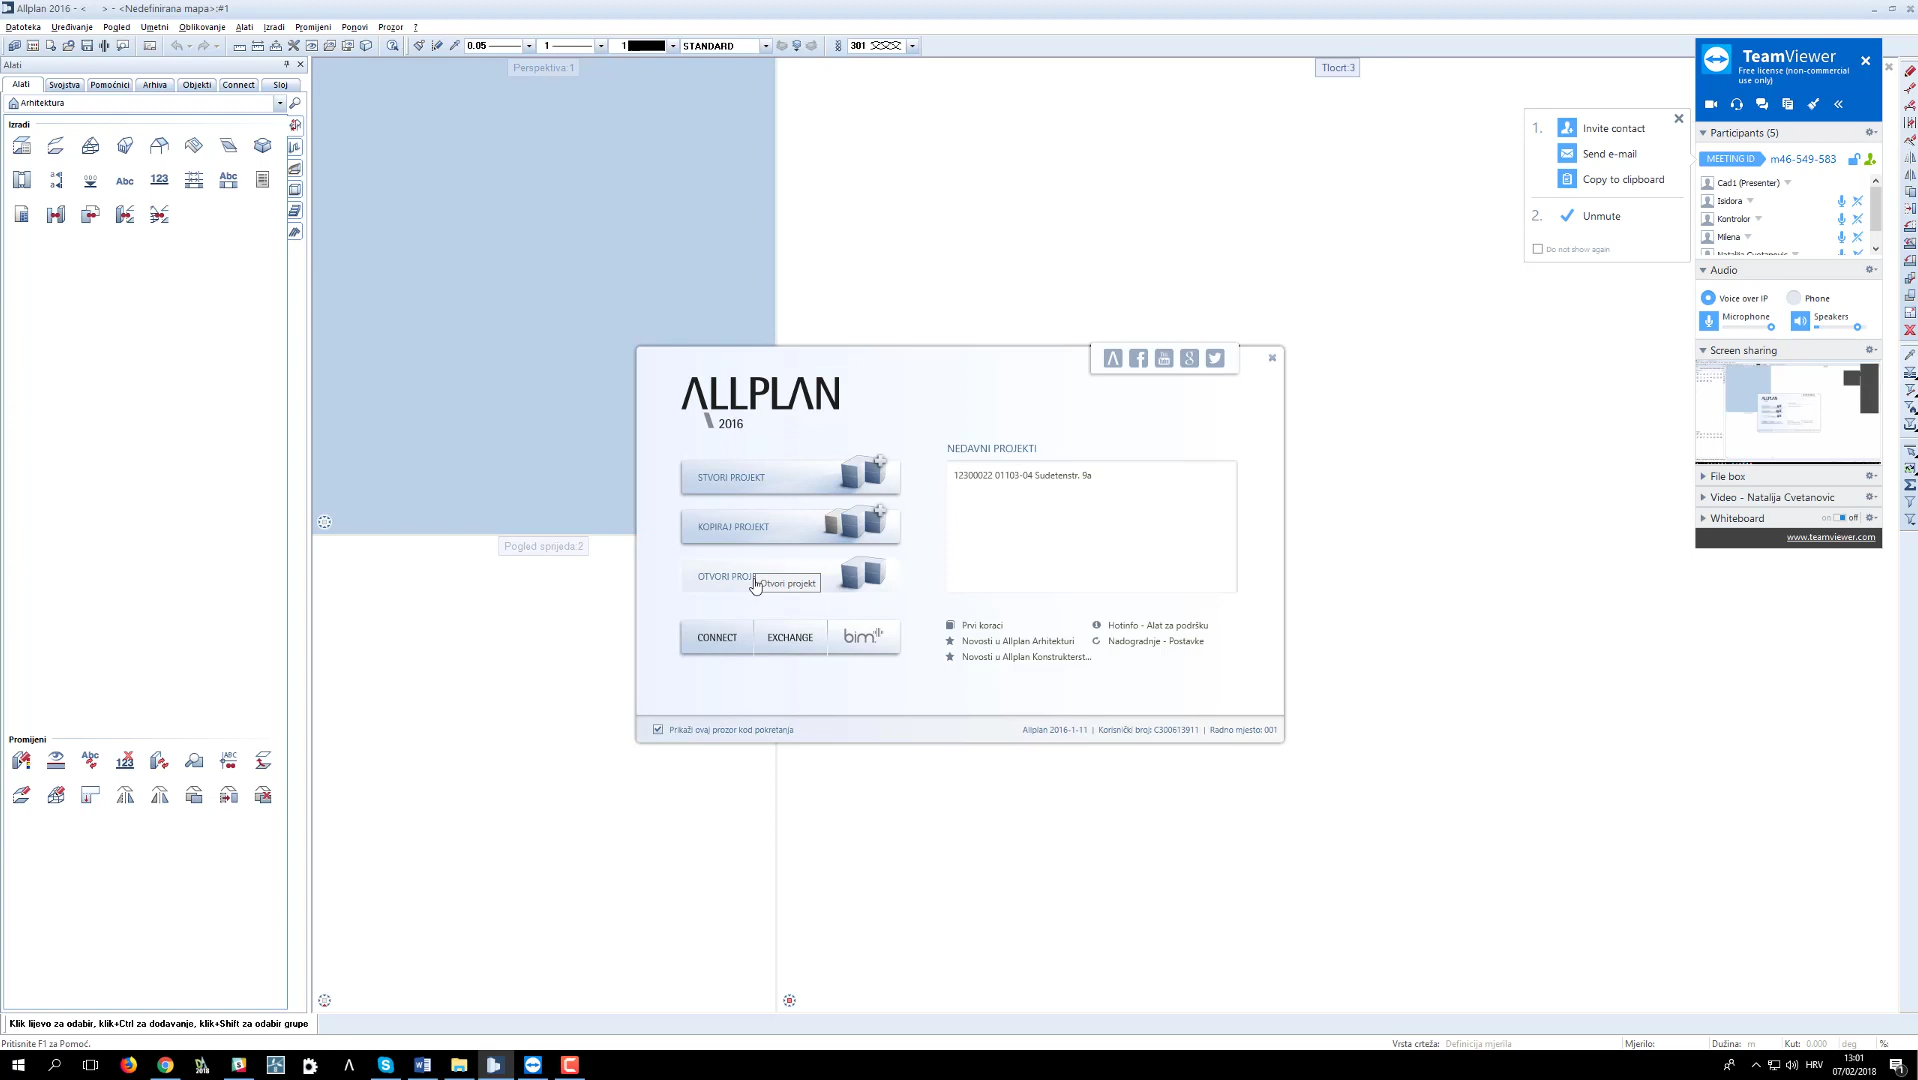 Allplan 2016 - <      > - <Nedefinirana mapa>:#1
Datoteka Uređivanje Pogled Umetni Oblikovanje Alati Izradi Promijeni Ponovi Prozor ?
0.05 1 1 STANDARD 301
Alati
Alati Svojstva Pomoćnici Arhiva Objekti Connect Sloj
Arhitektura
Izradi
Abc 123 Abc
Promijeni
Abc 123 ABC
Klik lijevo za odabir, klik+Ctrl za dodavanje, klik+Shift za odabir grupe
Pritisnite F1 za Pomoć.
Perspektiva:1
Tlocrt:3
Pogled sprijeda:2
ALLPLAN
2016
STVORI PROJEKT
KOPIRAJ PROJEKT
OTVORI PROJE
Otvori projekt
CONNECT EXCHANGE bim+
NEDAVNI PROJEKTI
12300022 01103-04 Sudetenstr. 9a
Prvi koraci
Novosti u Allplan Arhitekturi
Novosti u Allplan Konstrukterst...
Hotinfo - Alat za podršku
Nadogradnje - Postavke
Prikaži ovaj prozor kod pokretanja
Allplan 2016-1-11 | Korisnički broj: C300613911 | Radno mjesto: 001
1. Invite contact
Send e-mail
Copy to clipboard
2. Unmute
Do not show again
TeamViewer
Free license (non-commercial
use only)
Participants (5)
MEETING ID m46-549-583
Cad1 (Presenter)
Isidora
Kontrolor
Milena
Natalija Cvetanovic
Audio
Voice over IP Phone
Microphone Speakers
Screen sharing
File box
Video - Natalija Cvetanovic
Whiteboard on off
www.teamviewer.com
Vrsta crteža: Definicija mjerila Mjerilo: Dužina: m Kut: 0.000 deg %:
HRV
13:01
07/02/2018